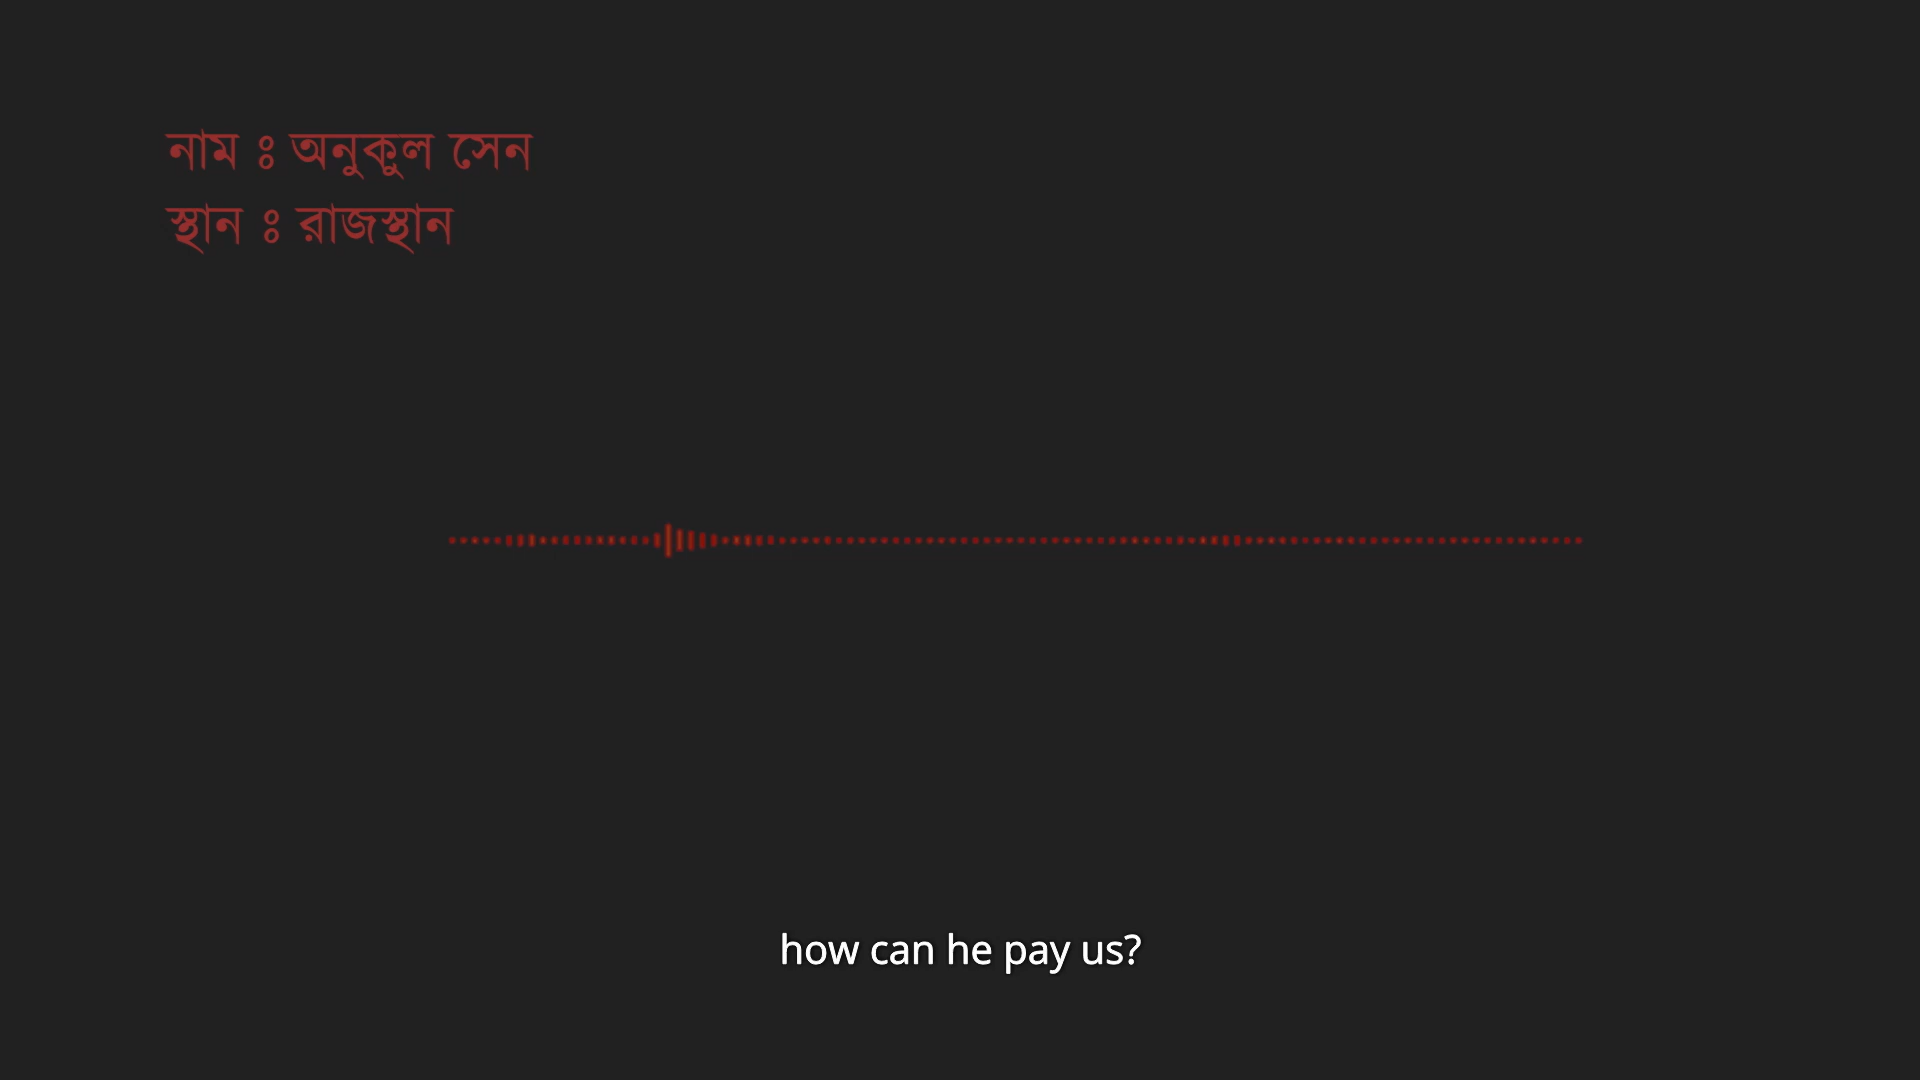 নাম ঃ অনুকুল সেন
স্থান ঃ রাজস্থান
how can he pay us?